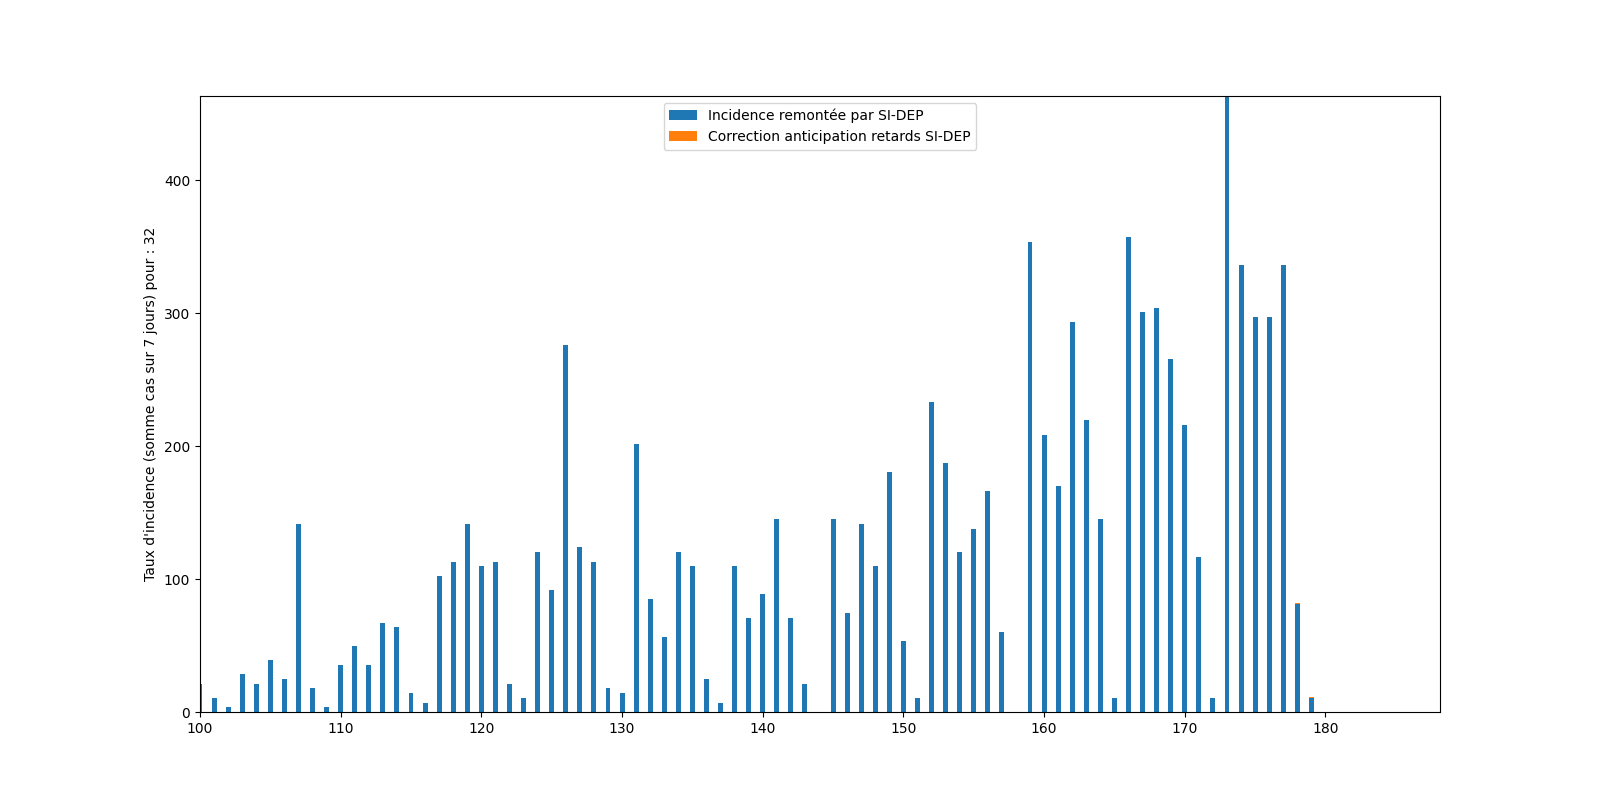 Incidence remontée par SI-DEP
Correction anticipation retards SI-DEP
Taux d'incidence (somme cas sur 7 jours) pour : 32
400
300
200
100
0
100 110 120 130 140 150 160 170 180